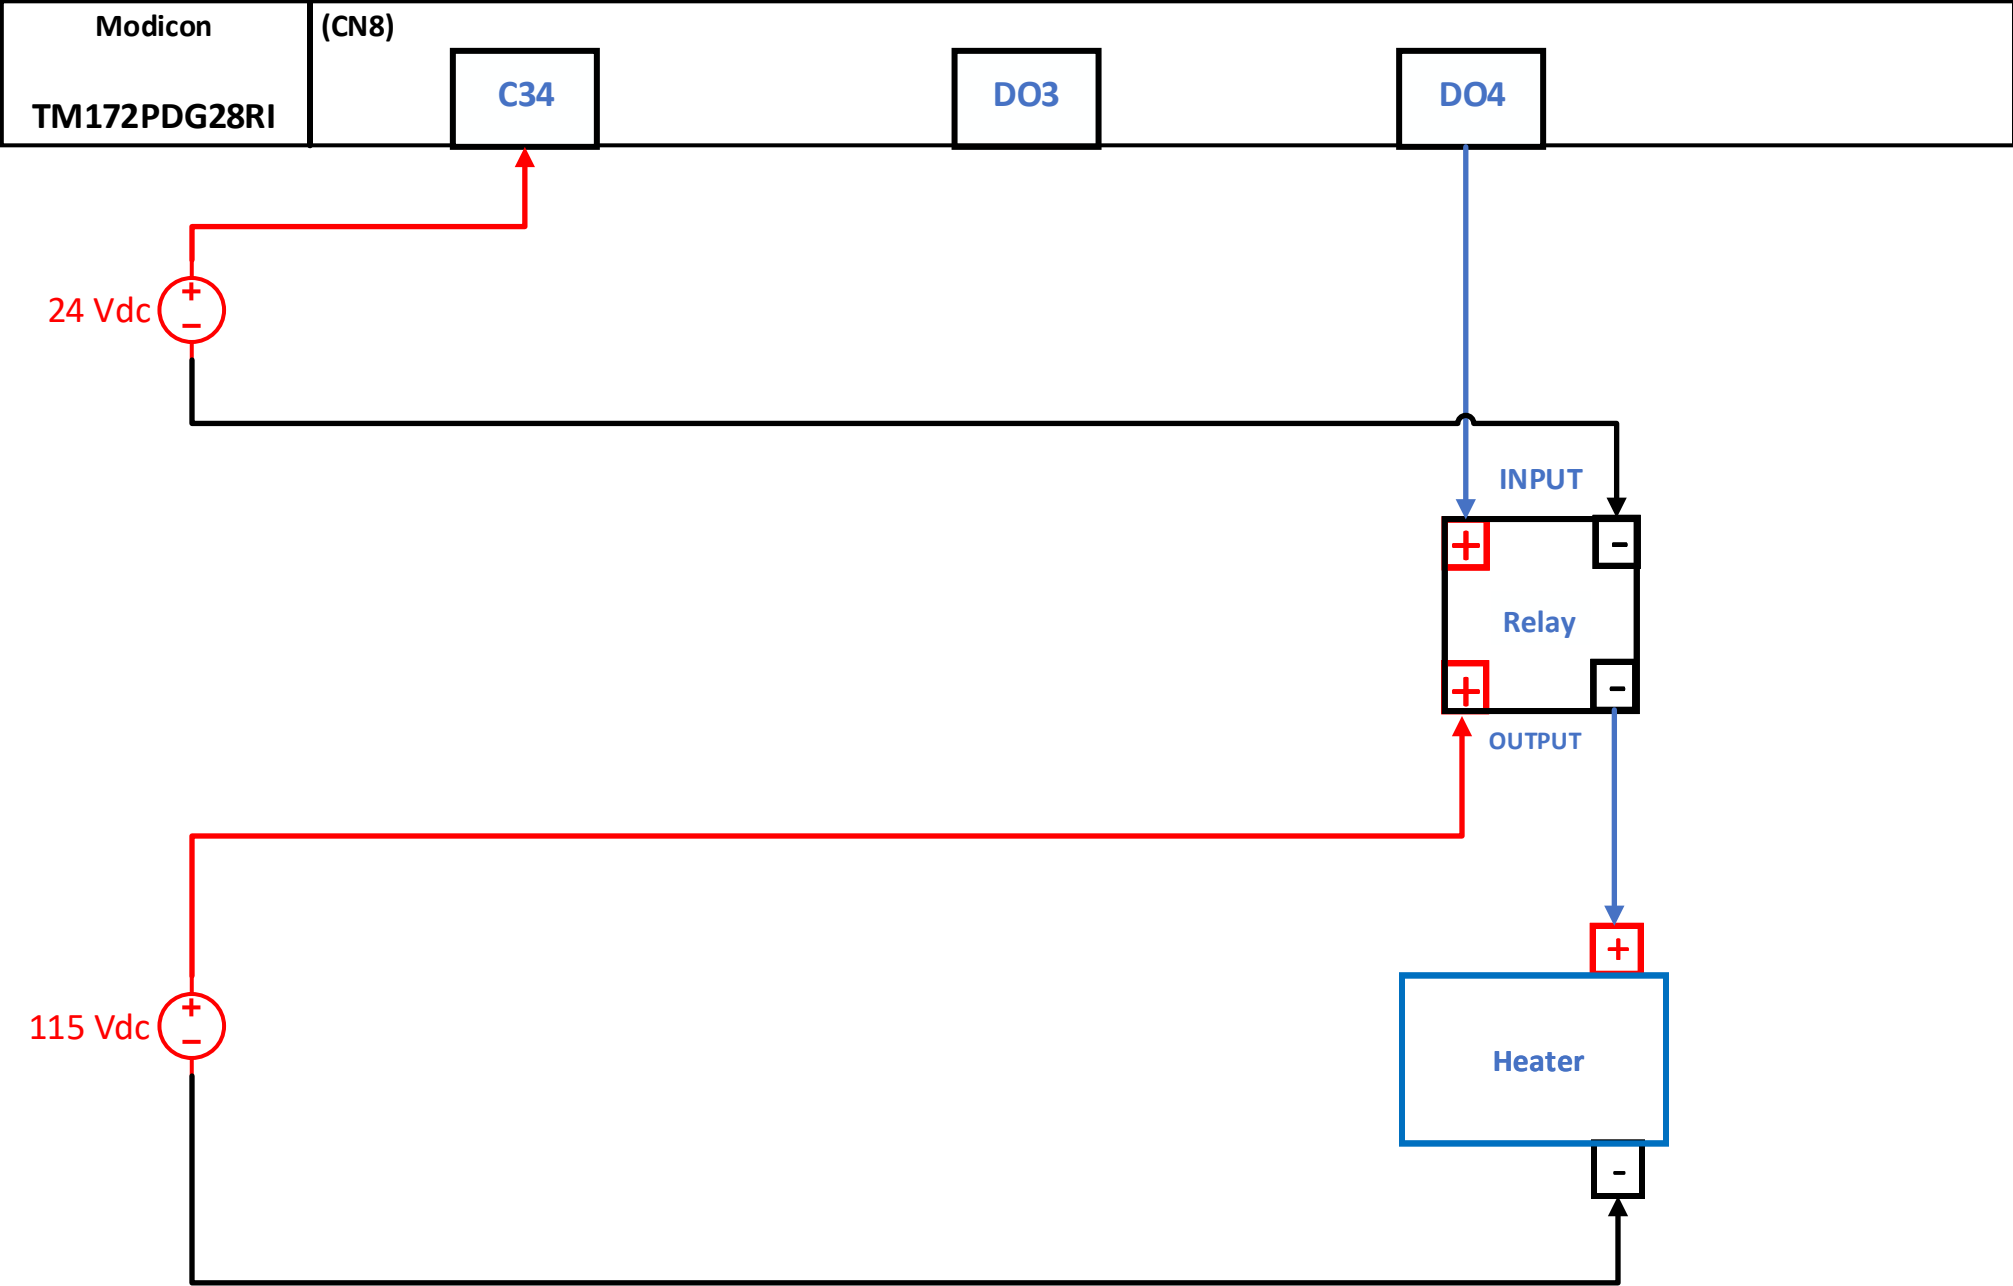 Modicon
TM172PDG28RI
(CN8)
C34
DO3
DO4
24 Vdc
+
−
INPUT
+
-
Relay
+
-
OUTPUT
115 Vdc
+
−
+
Heater
-